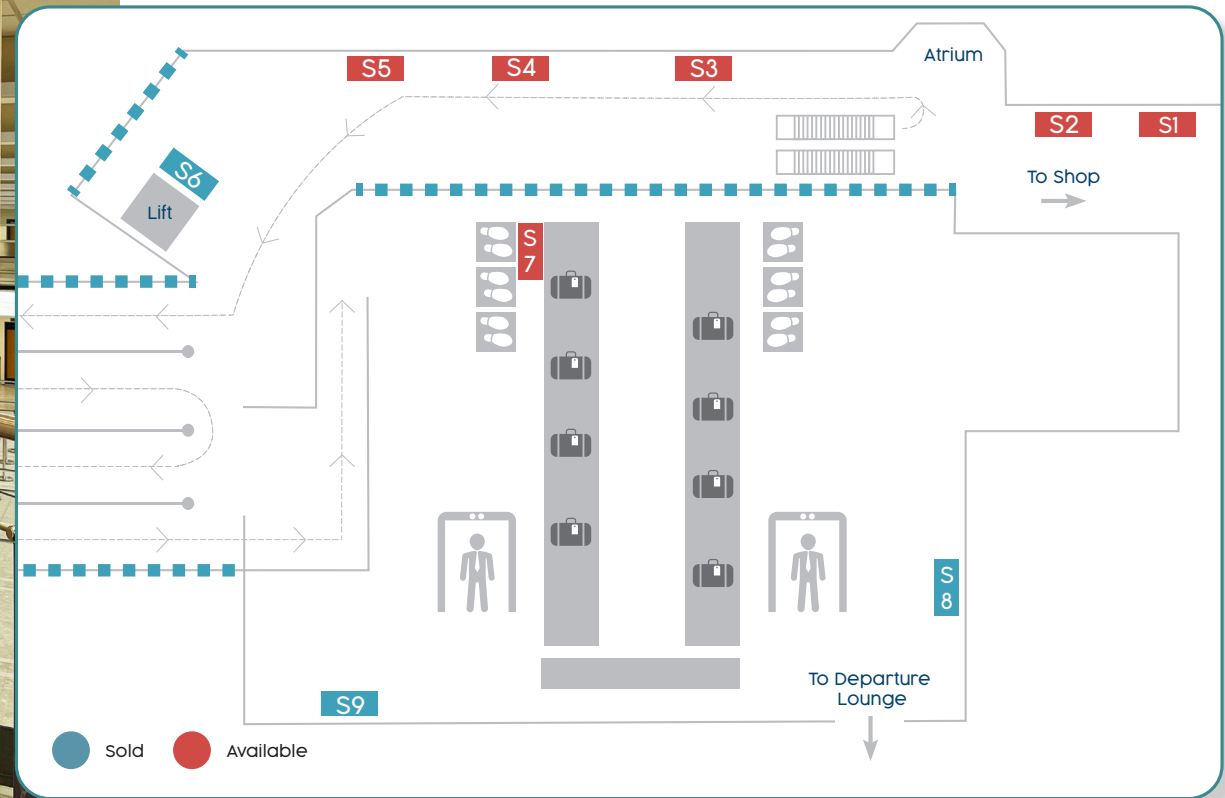 Atrium
S5
S4
S3
S2
S1
To Shop
S6
Lift
S
7
S
8
To Departure
Lounge
S9
Sold
Available